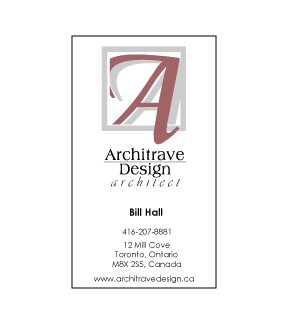 A
Architrave
Design
architect
Bill Hall
416-207-8881
12 Mill Cove
Toronto, Ontario
M8X 2S5, Canada
www.architravedesign.ca